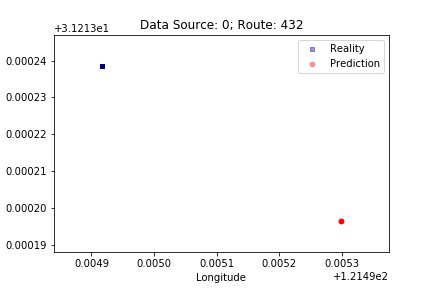 +3.1213e1
Data Source: 0; Route: 432
Reality
Prediction
0.00024
0.00023
0.00022
0.00021
0.00020
0.00019
0.0049 0.0050 0.0051 0.0052 0.0053
Longitude
+1.2149e2